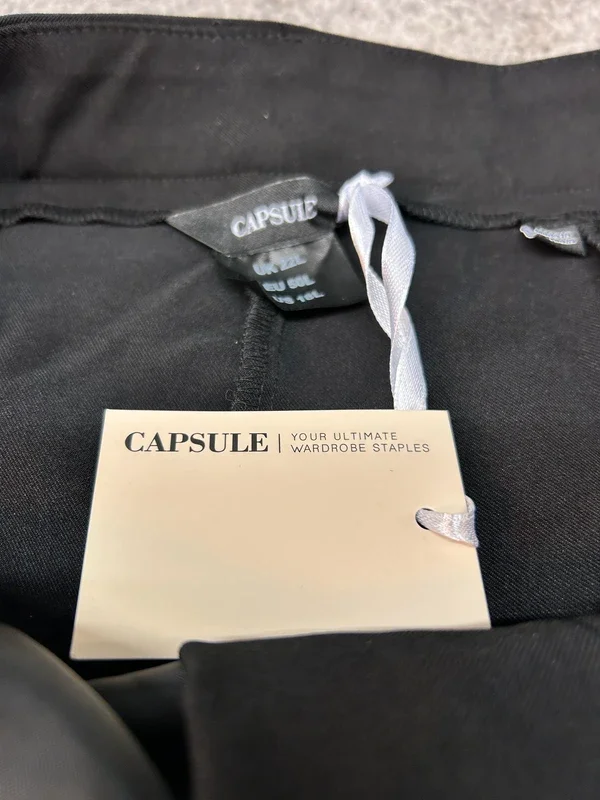 CAPSULE
UK 22L
EU 50L
US 18L
CAPSULE | YOUR ULTIMATE
WARDROBE STAPLES